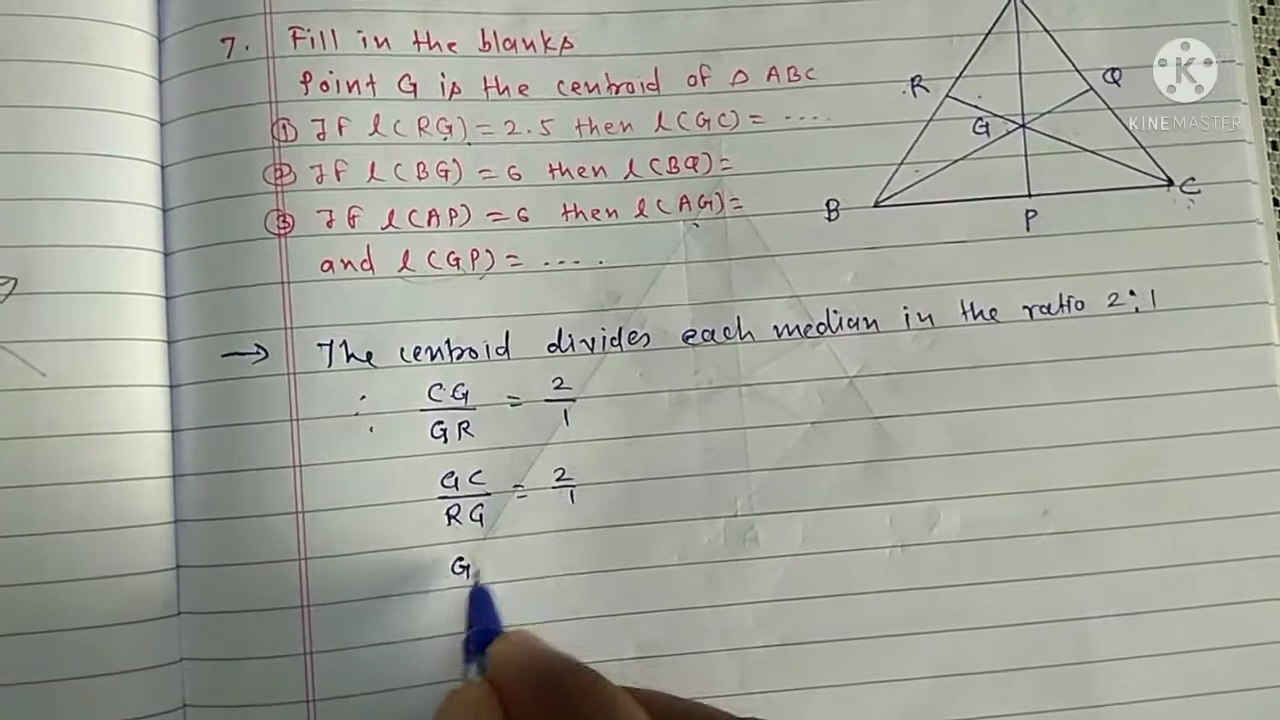 7. Fill in the blanks
Point G is the centroid of △ ABC
① If l(RG) = 2.5 then l(GC) = ....
② If l(BG) = 6 then l(BQ) =
③ If l(AP) = 6 then l(AG) =
and l(GP) = ....
R
Q
G
B
P
C
K
KINEMASTER
→ The centroid divides each median in the ratio 2:1
∴ CG/GR = 2/1
GC/RG = 2/1
G